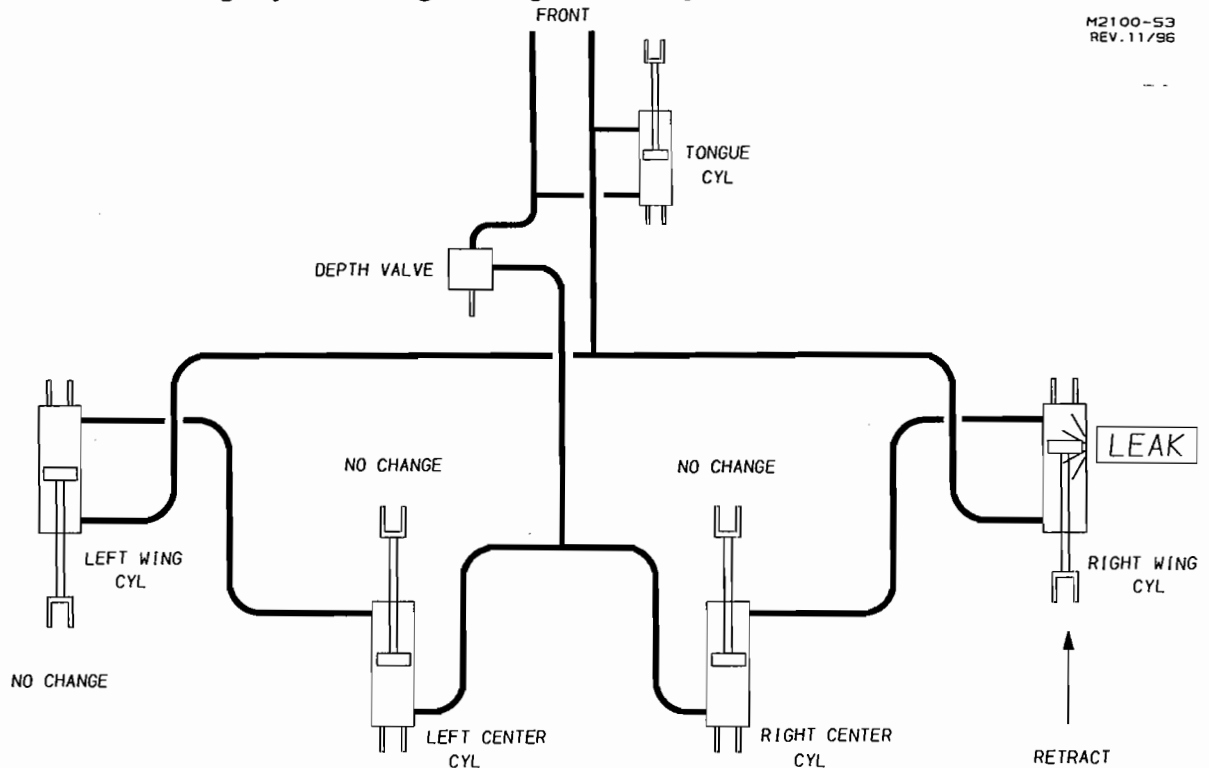 FRONT
M2100-53
REV.11/96
TONGUE
CYL
DEPTH VALVE
NO CHANGE
NO CHANGE
LEAK
LEFT WING
CYL
RIGHT WING
CYL
NO CHANGE
LEFT CENTER
CYL
RIGHT CENTER
CYL
RETRACT